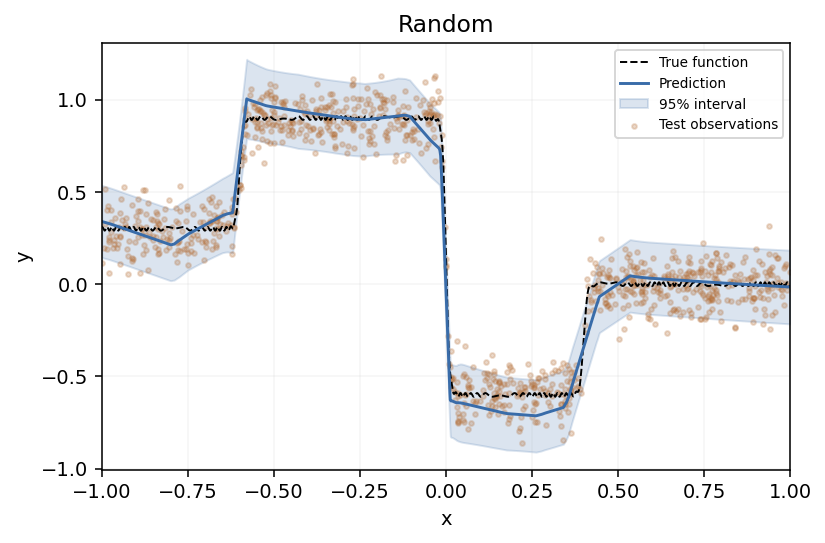 Random
True function
Prediction
95% interval
Test observations
1.0
0.5
0.0
−0.5
−1.0
y
−1.00 −0.75 −0.50 −0.25 0.00 0.25 0.50 0.75 1.00
x